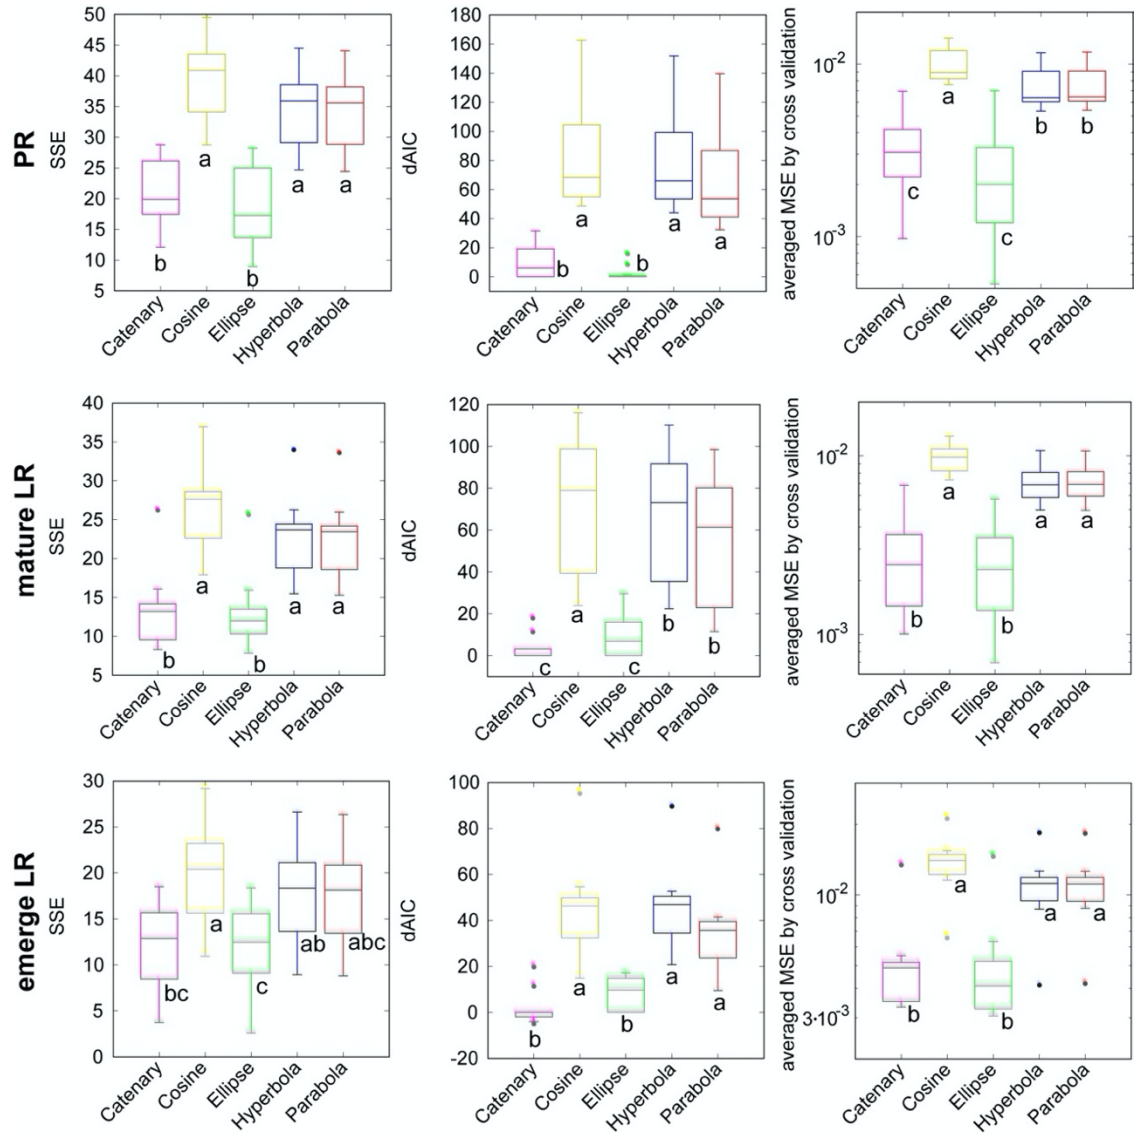 PR
SSE
50
45
40
35
30
25
20
15
10
5
b
a
b
a
a
Catenary
Cosine
Ellipse
Hyperbola
Parabola
dAIC
180
160
140
120
100
80
60
40
20
0
b
a
b
a
a
Catenary
Cosine
Ellipse
Hyperbola
Parabola
averaged MSE by cross validation
10-2
10-3
c
a
c
b
b
Catenary
Cosine
Ellipse
Hyperbola
Parabola
mature LR
SSE
40
35
30
25
20
15
10
5
b
a
b
a
a
Catenary
Cosine
Ellipse
Hyperbola
Parabola
dAIC
120
100
80
60
40
20
0
c
a
c
b
b
Catenary
Cosine
Ellipse
Hyperbola
Parabola
averaged MSE by cross validation
10-2
10-3
b
a
b
a
a
Catenary
Cosine
Ellipse
Hyperbola
Parabola
emerge LR
SSE
30
25
20
15
10
5
0
bc
a
c
ab
abc
Catenary
Cosine
Ellipse
Hyperbola
Parabola
dAIC
100
80
60
40
20
0
-20
b
a
b
a
a
Catenary
Cosine
Ellipse
Hyperbola
Parabola
averaged MSE by cross validation
10-2
3·10-3
b
a
b
a
a
Catenary
Cosine
Ellipse
Hyperbola
Parabola